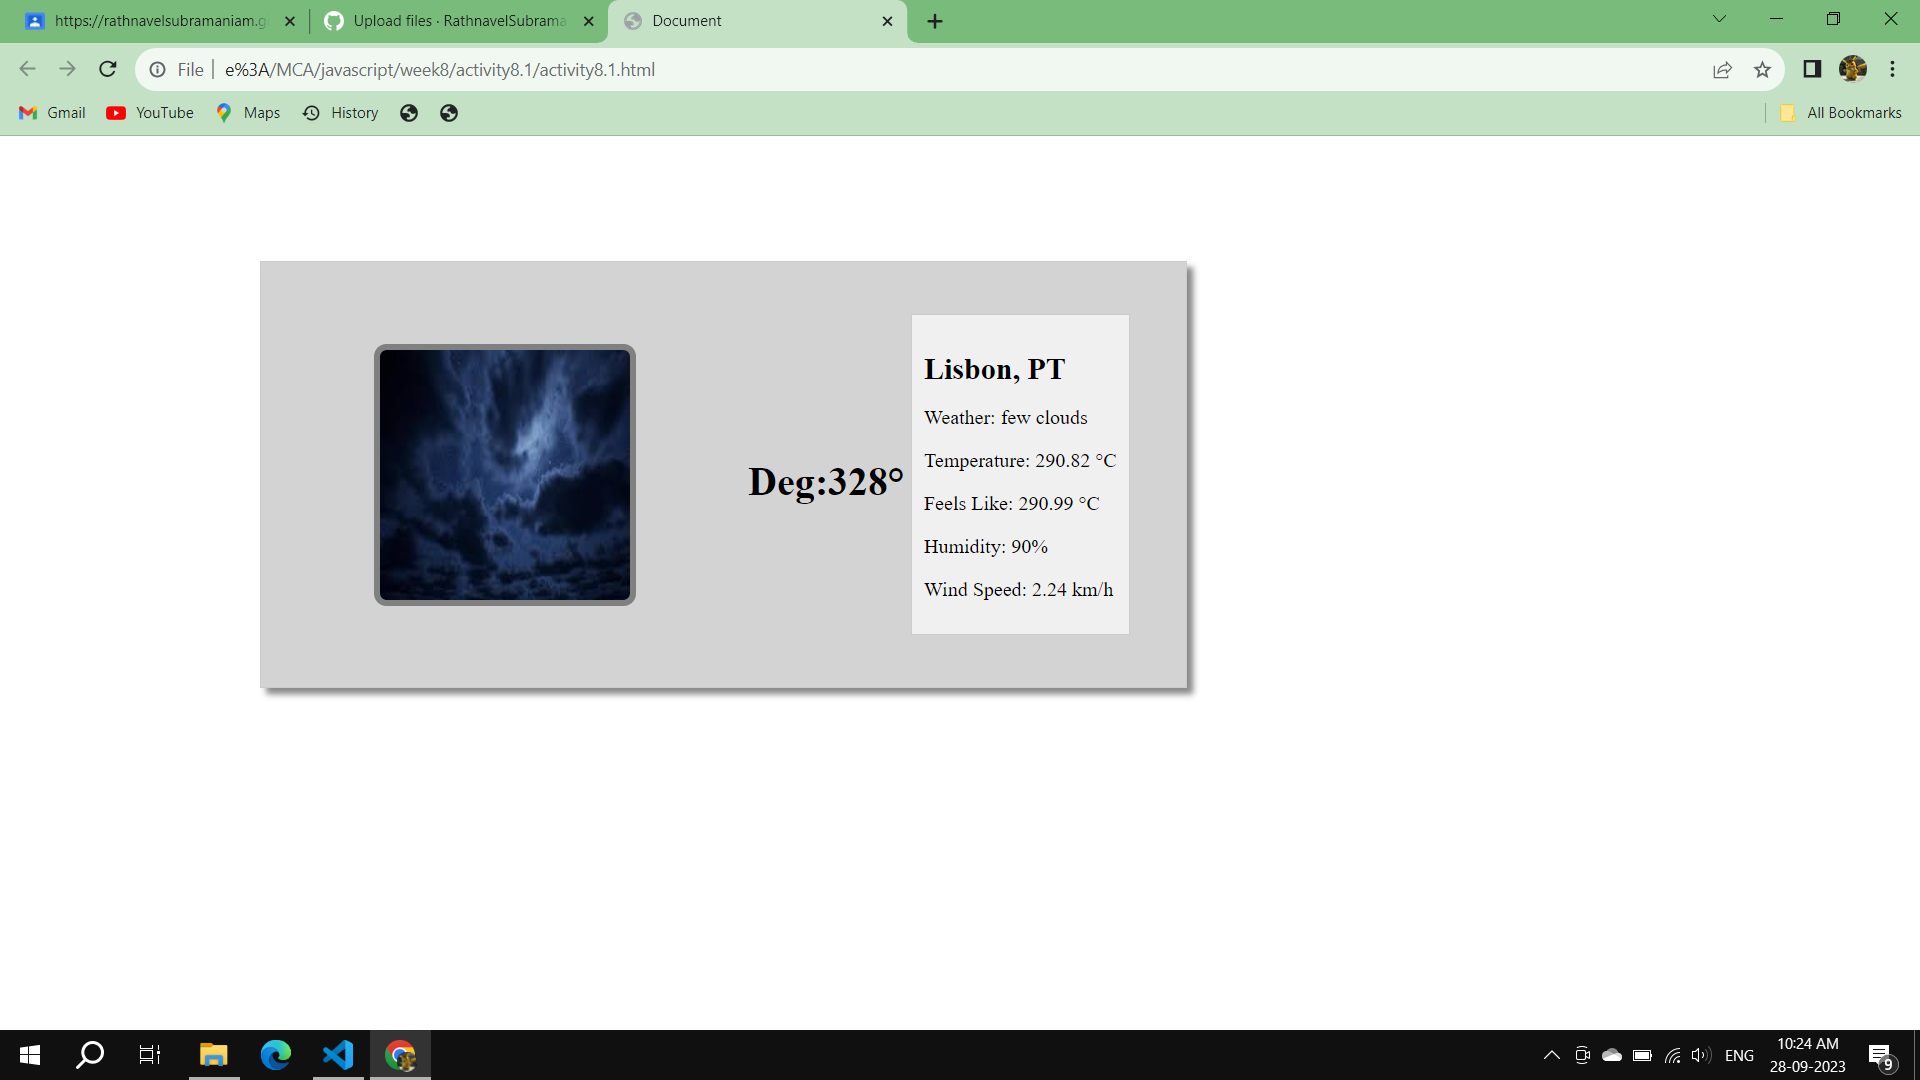 https://rathnavelsubramaniam.g
Upload files · RathnavelSubrama
Document
File
e%3A/MCA/javascript/week8/activity8.1/activity8.1.html
Gmail
YouTube
Maps
History
All Bookmarks
Deg:328°
Lisbon, PT
Weather: few clouds
Temperature: 290.82 °C
Feels Like: 290.99 °C
Humidity: 90%
Wind Speed: 2.24 km/h
ENG
10:24 AM
28-09-2023
9